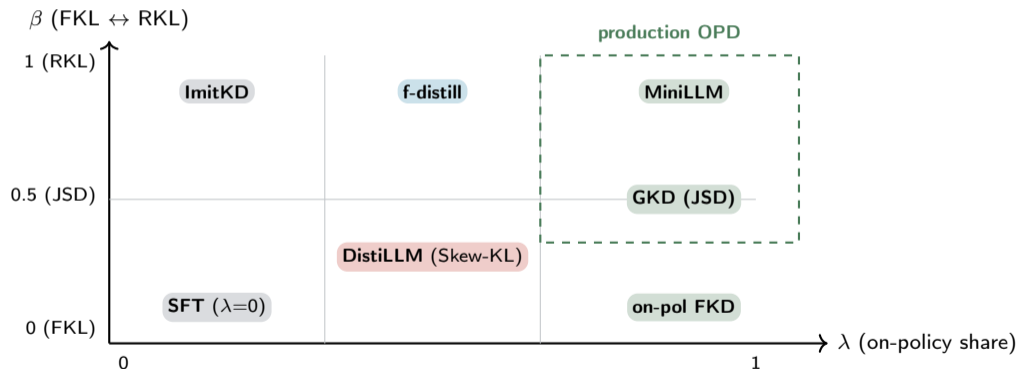 β (FKL ↔ RKL)
production OPD
1 (RKL)
ImitKD
f-distill
MiniLLM
0.5 (JSD)
GKD (JSD)
DistiLLM (Skew-KL)
SFT (λ=0)
on-pol FKD
0 (FKL)
λ (on-policy share)
0
1